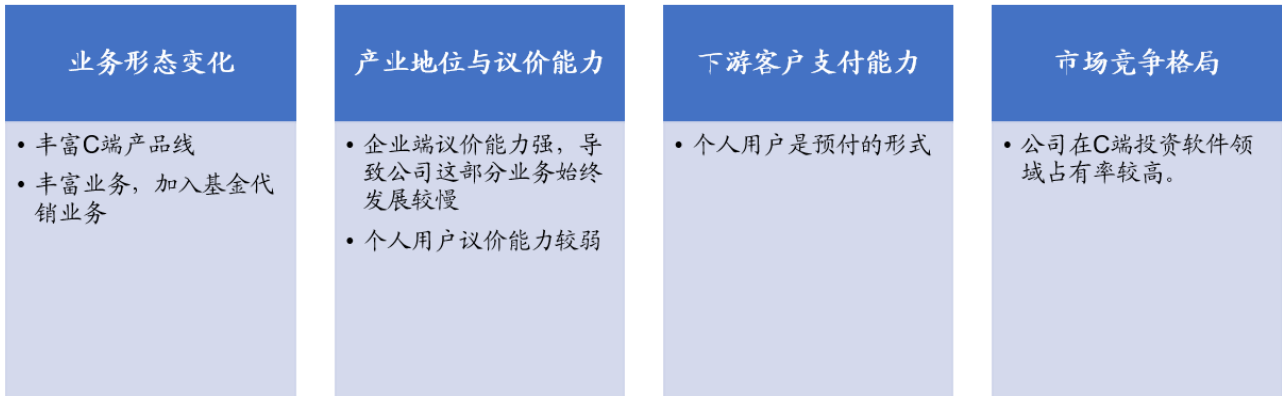 业务形态变化
• 丰富C端产品线
• 丰富业务，加入基金代
销业务
产业地位与议价能力
• 企业端议价能力强，导
致公司这部分业务始终
发展较慢
• 个人用户议价能力较弱
下游客户支付能力
• 个人用户是预付的形式
市场竞争格局
• 公司在C端投资软件领
域占有率较高。